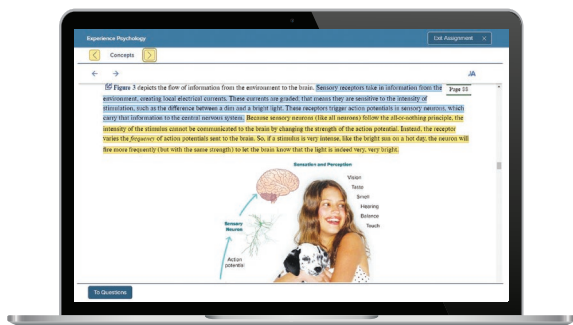 Experience Psychology
Exit Assignment X
Concepts
Figure 3 depicts the flow of information from the environment to the brain. Sensory receptors take in information from the
Page 88
environment, creating local electrical currents. These currents are graded; that means they are sensitive to the intensity of
stimulation, such as the difference between a dim and a bright light. These receptors trigger action potentials in sensory neurons, which
carry that information to the central nervous system. Because sensory neurons (like all neurons) follow the all-or-nothing principle, the
intensity of the stimulus cannot be communicated to the brain by changing the strength of the action potential. Instead, the receptor
varies the frequency of action potentials sent to the brain. So, if a stimulus is very intense, like the bright sun on a hot day, the neuron will
fire more frequently (but with the same strength) to let the brain know that the light is indeed very, very bright.
Sensation and Perception
Vision
Taste
Smell
Hearing
Balance
Touch
Sensory
Neuron
Action
potential
To Questions